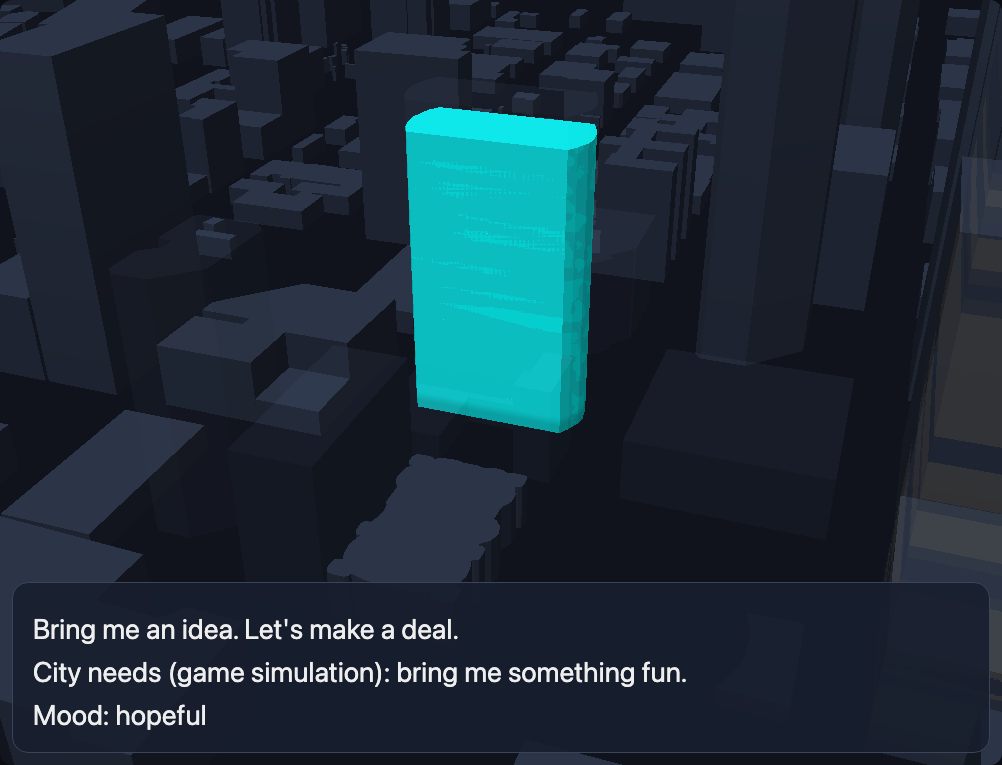 Bring me an idea. Let's make a deal.
City needs (game simulation): bring me something fun.
Mood: hopeful